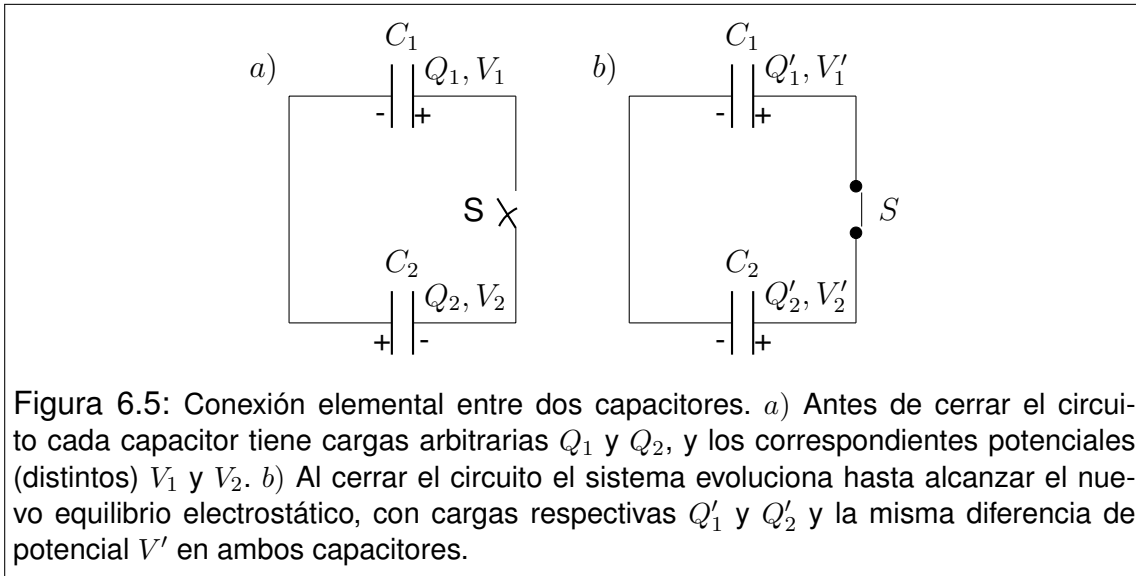 C₁ C₁
a) Q₁, V₁ b) Q′₁, V′₁
- + - +
S S
C₂ C₂
Q₂, V₂ Q′₂, V′₂
+ - - +
Figura 6.5: Conexión elemental entre dos capacitores. a) Antes de cerrar el circui-
to cada capacitor tiene cargas arbitrarias Q₁ y Q₂, y los correspondientes potenciales
(distintos) V₁ y V₂. b) Al cerrar el circuito el sistema evoluciona hasta alcanzar el nue-
vo equilibrio electrostático, con cargas respectivas Q′₁ y Q′₂ y la misma diferencia de
potencial V′ en ambos capacitores.